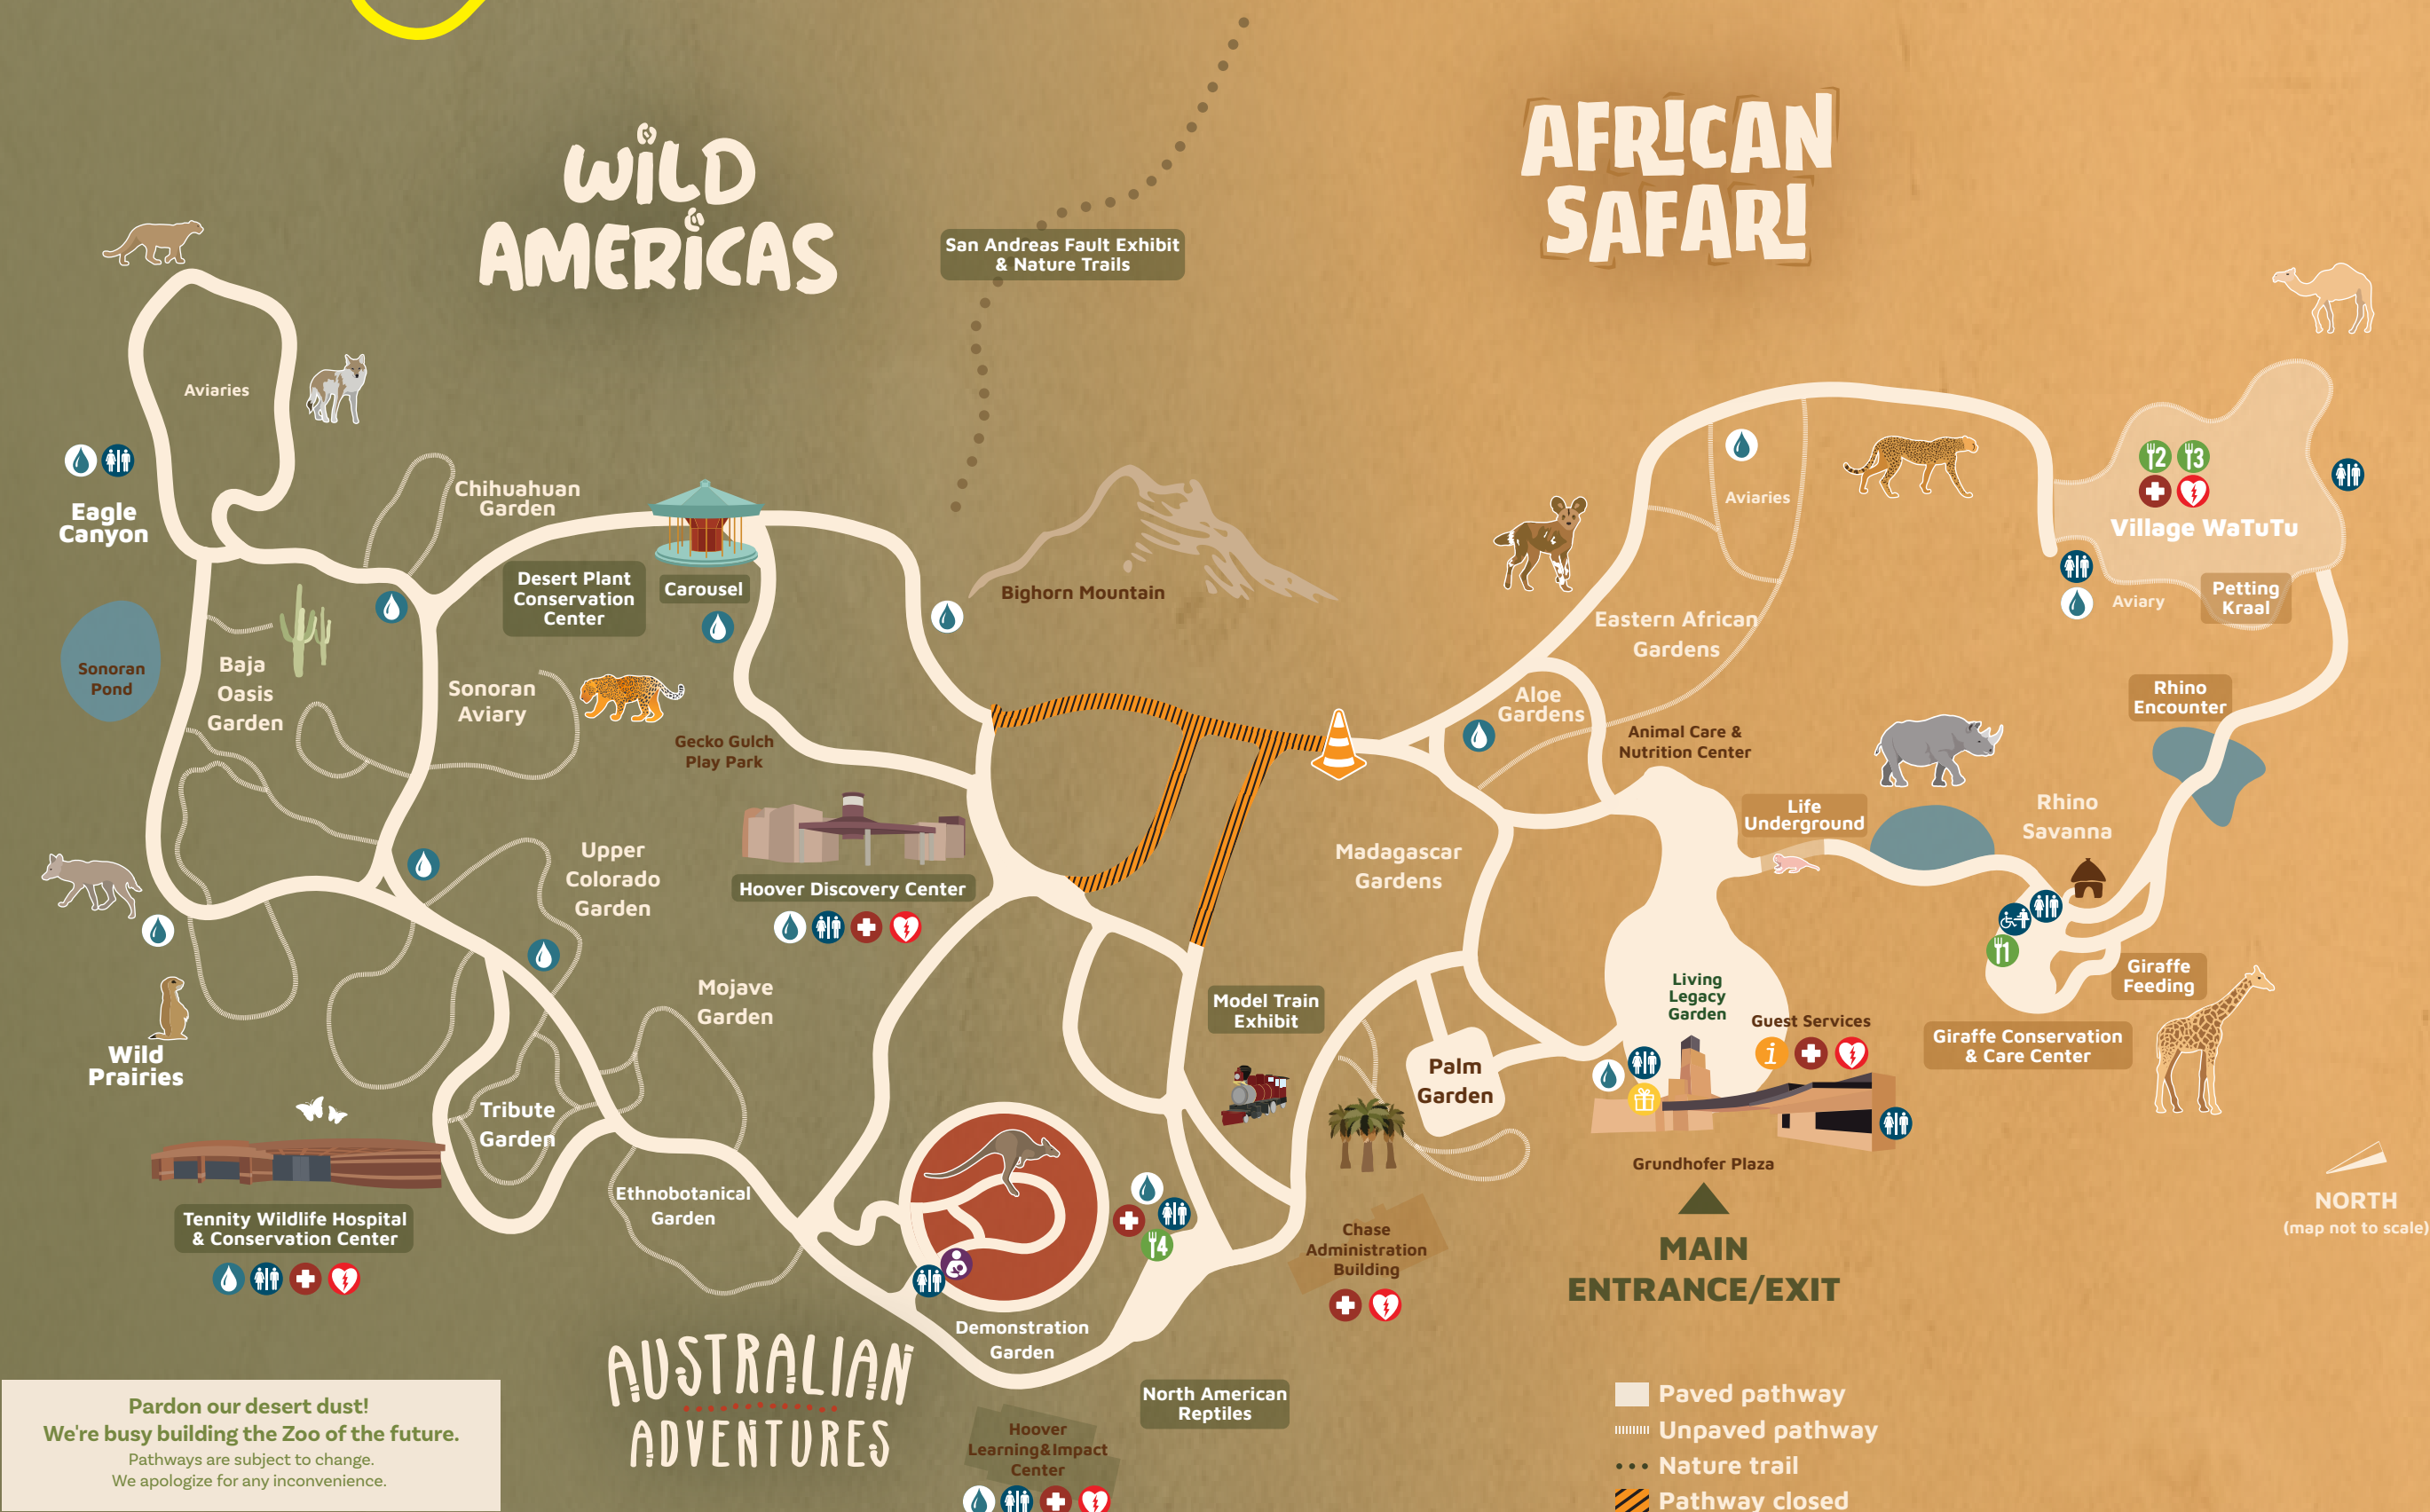 WiLD
AMERiCAS
AFRICAN
SAFARI
San Andreas Fault Exhibit
& Nature Trails
Aviaries
Eagle
Canyon
Chihuahuan
Garden
Desert Plant
Conservation
Center
Carousel
Bighorn Mountain
Aviaries
2
3
Village WaTuTu
Aviary
Petting
Kraal
Eastern African
Gardens
Sonoran
Pond
Baja
Oasis
Garden
Sonoran
Aviary
Gecko Gulch
Play Park
Aloe
Gardens
Animal Care &
Nutrition Center
Rhino
Encounter
Life
Underground
Rhino
Savanna
Upper
Colorado
Garden
Hoover Discovery Center
Madagascar
Gardens
1
Giraffe
Feeding
Giraffe Conservation
& Care Center
Mojave
Garden
Model Train
Exhibit
Living
Legacy
Garden
Guest Services
i
Palm
Garden
Wild
Prairies
Tribute
Garden
Grundhofer Plaza
MAIN
ENTRANCE/EXIT
NORTH
(map not to scale)
Tennity Wildlife Hospital
& Conservation Center
Ethnobotanical
Garden
4
Chase
Administration
Building
Demonstration
Garden
AUSTRALIAN
ADVENTURES
North American
Reptiles
Hoover
Learning&Impact
Center
Pardon our desert dust!
We're busy building the Zoo of the future.
Pathways are subject to change.
We apologize for any inconvenience.
Paved pathway
Unpaved pathway
Nature trail
Pathway closed